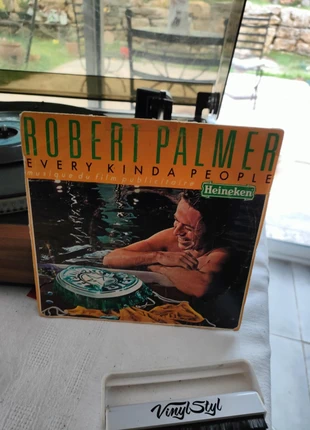 ROBERT PALMER
EVERY KINDA PEOPLE
musique du film publicitaire
Heineken
VinylStyl